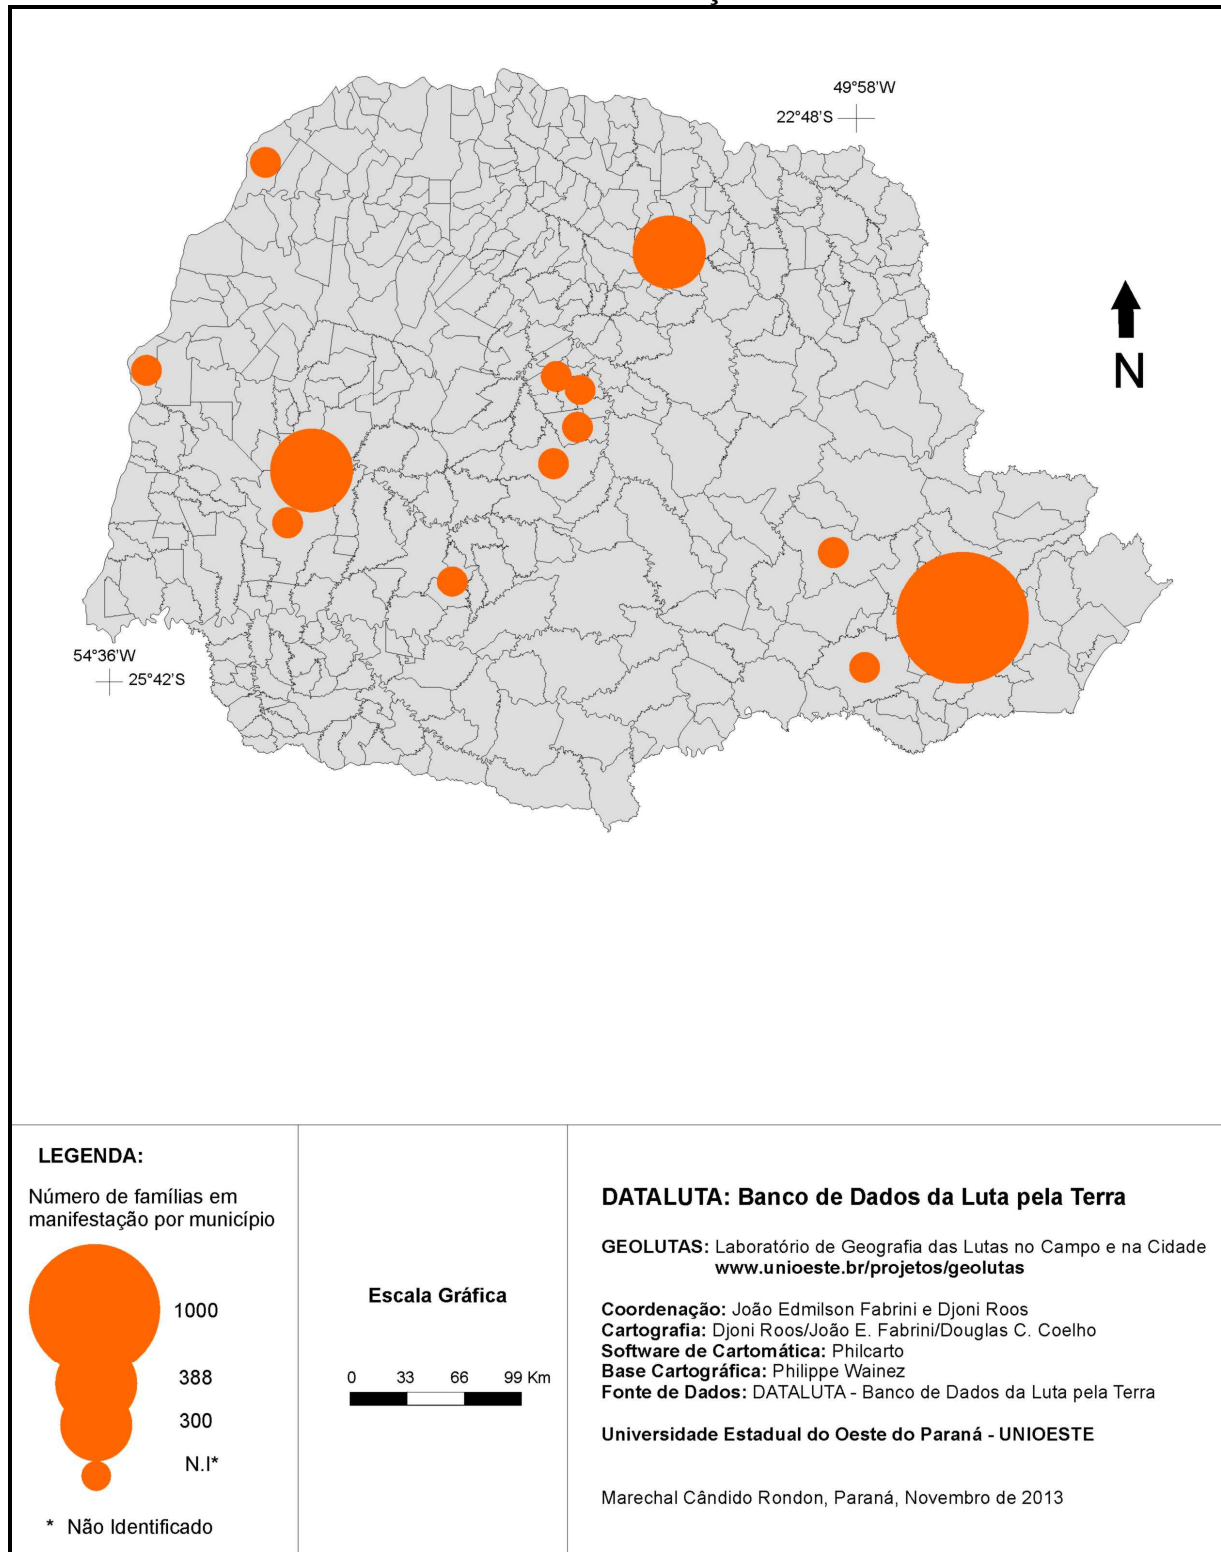 49°58'W
22°48'S
N
54°36'W
25°42'S
LEGENDA:
Número de famílias em
manifestação por município
1000
388
300
N.I*
* Não Identificado
Escala Gráfica
0 33 66 99 Km
DATALUTA: Banco de Dados da Luta pela Terra
GEOLUTAS: Laboratório de Geografia das Lutas no Campo e na Cidade
www.unioeste.br/projetos/geolutas
Coordenação: João Edmilson Fabrini e Djoni Roos
Cartografia: Djoni Roos/João E. Fabrini/Douglas C. Coelho
Software de Cartomática: Philcarto
Base Cartográfica: Philippe Wainez
Fonte de Dados: DATALUTA - Banco de Dados da Luta pela Terra
Universidade Estadual do Oeste do Paraná - UNIOESTE
Marechal Cândido Rondon, Paraná, Novembro de 2013